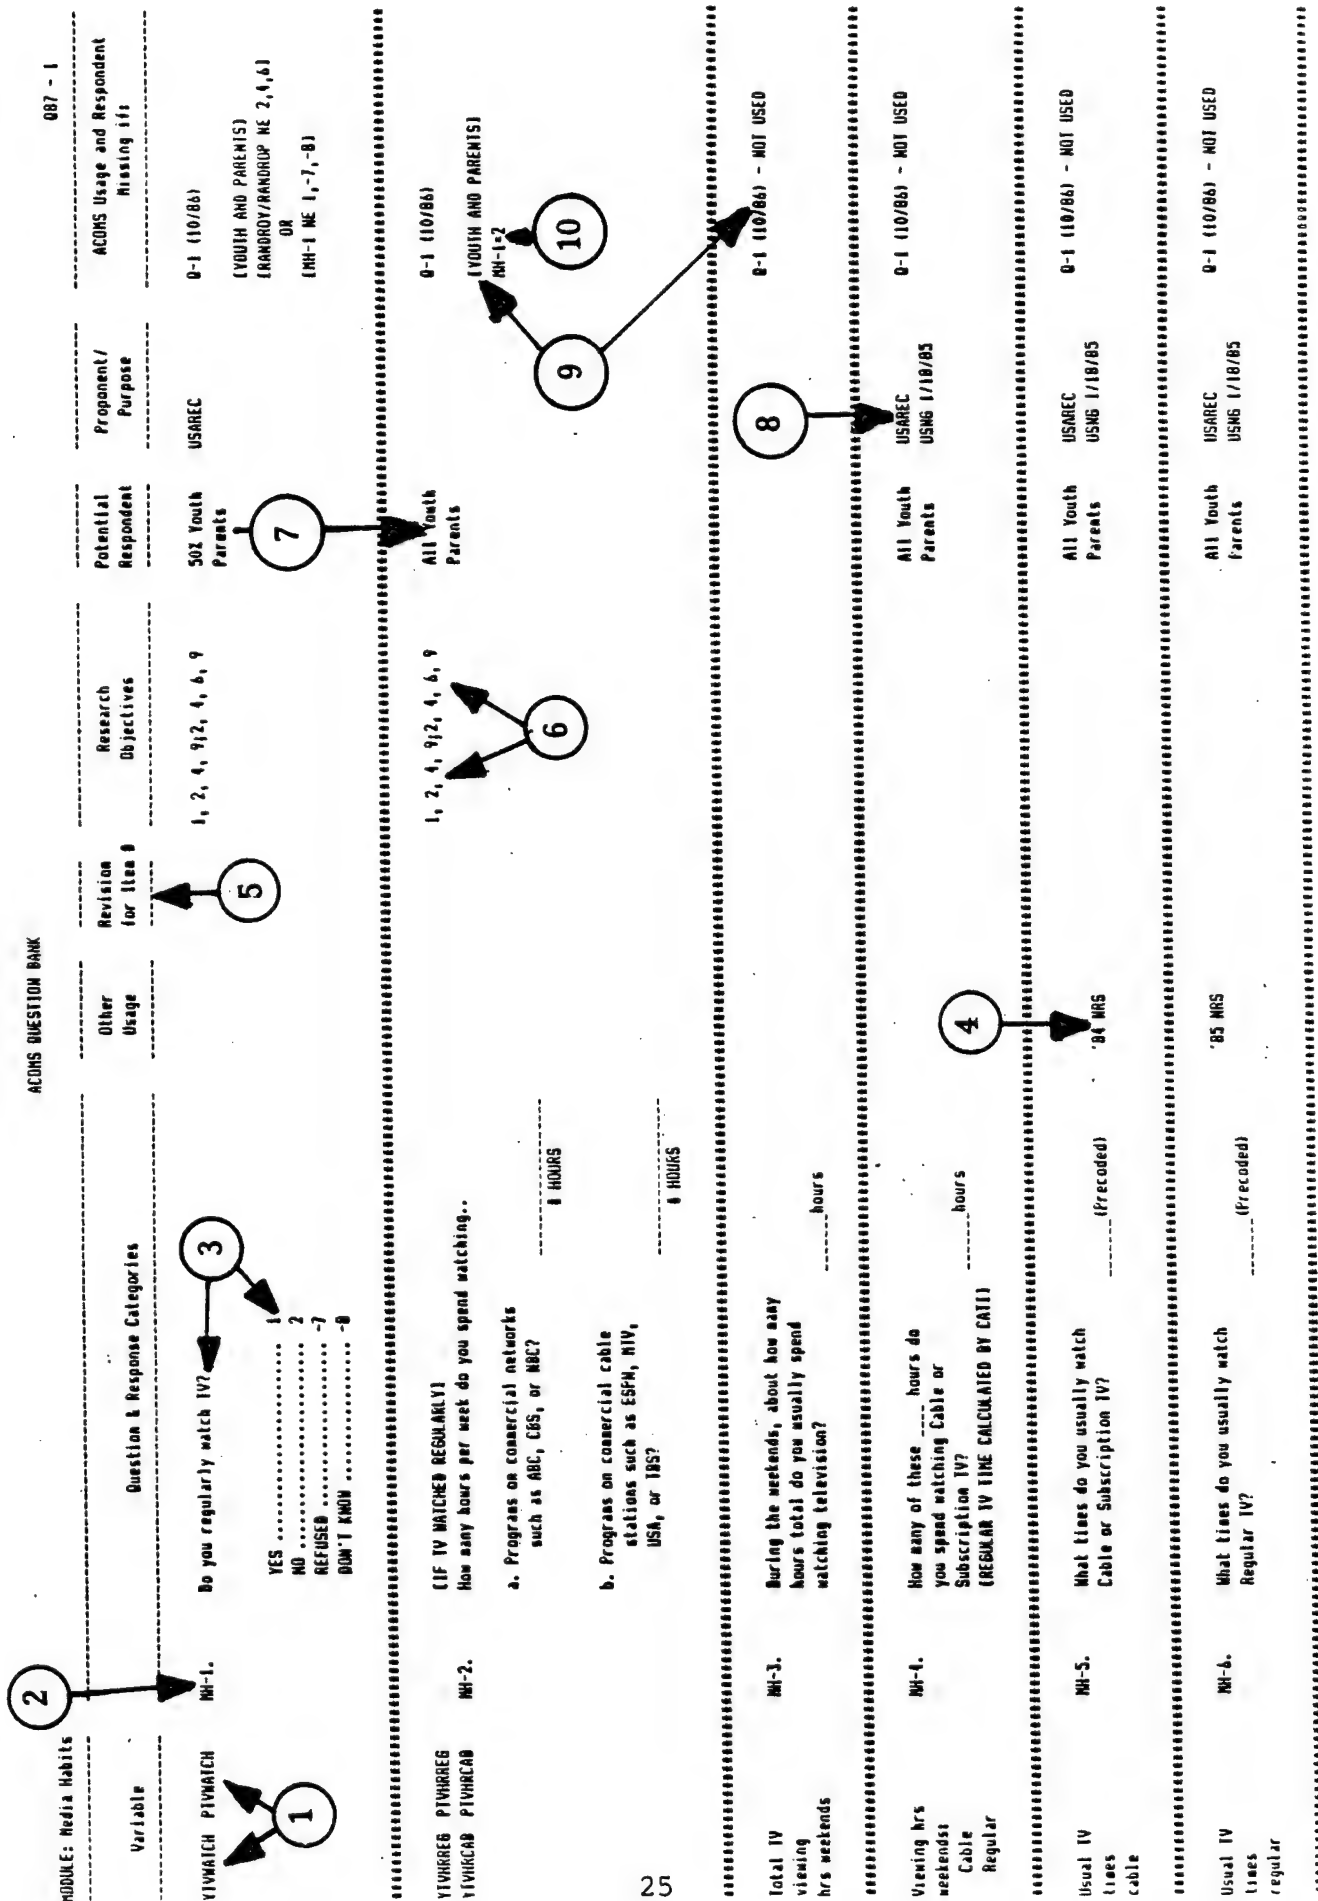 ACOMS QUESTION BANK
QB7 - 1
MODULE: Media Habits
Variable
Question & Response Categories
Other Usage
Revision for Item #
Research Objectives
Potential Respondent
Proponent/ Purpose
ACOMS Usage and Respondent Missing if:
2
YTVWATCH PTVWATCH
MH-1.
Do you regularly watch TV?
YES .................... 1
NO ..................... 2
REFUSED ................ -7
DON'T KNOW ............. -8
1, 2, 4, 9;2, 4, 6, 9
50% Youth
Parents
USAREC
Q-1 (10/86)
[YOUTH AND PARENTS]
[RANDROY/RANDROP NE 2,4,6]
OR
[MH-1 NE 1,-7,-8]
1
3
5
7
YTVHRREG PTVHRREG
YTVHRCAB PTVHRCAB
MH-2.
[IF TV WATCHED REGULARLY]
How many hours per week do you spend watching..
a. Programs on commercial networks
such as ABC, CBS, or NBC?
# HOURS
b. Programs on commercial cable
stations such as ESPN, MTV,
USA, or TBS?
# HOURS
1, 2, 4, 9;2, 4, 6, 9
All Youth
Parents
Q-1 (10/86)
[YOUTH AND PARENTS]
MH-1=2
6
9
10
Total TV
viewing
hrs weekends
MH-3.
During the weekends, about how many
hours total do you usually spend
watching television?
_____hours
Q-1 (10/86) - NOT USED
8
Viewing hrs
weekends:
Cable
Regular
MH-4.
How many of these ___ hours do
you spend watching Cable or
Subscription TV?
[REGULAR TV TIME CALCULATED BY CATI]
_____hours
All Youth
Parents
USAREC
USNG 1/18/85
Q-1 (10/86) - NOT USED
4
Usual TV
times
cable
MH-5.
What times do you usually watch
Cable or Subscription TV?
_____(Precoded)
'84 NRS
All Youth
Parents
USAREC
USNG 1/18/85
Q-1 (10/86) - NOT USED
Usual TV
times
regular
MH-6.
What times do you usually watch
Regular TV?
_____(Precoded)
'85 NRS
All Youth
Parents
USAREC
USNG 1/18/85
Q-1 (10/86) - NOT USED
25